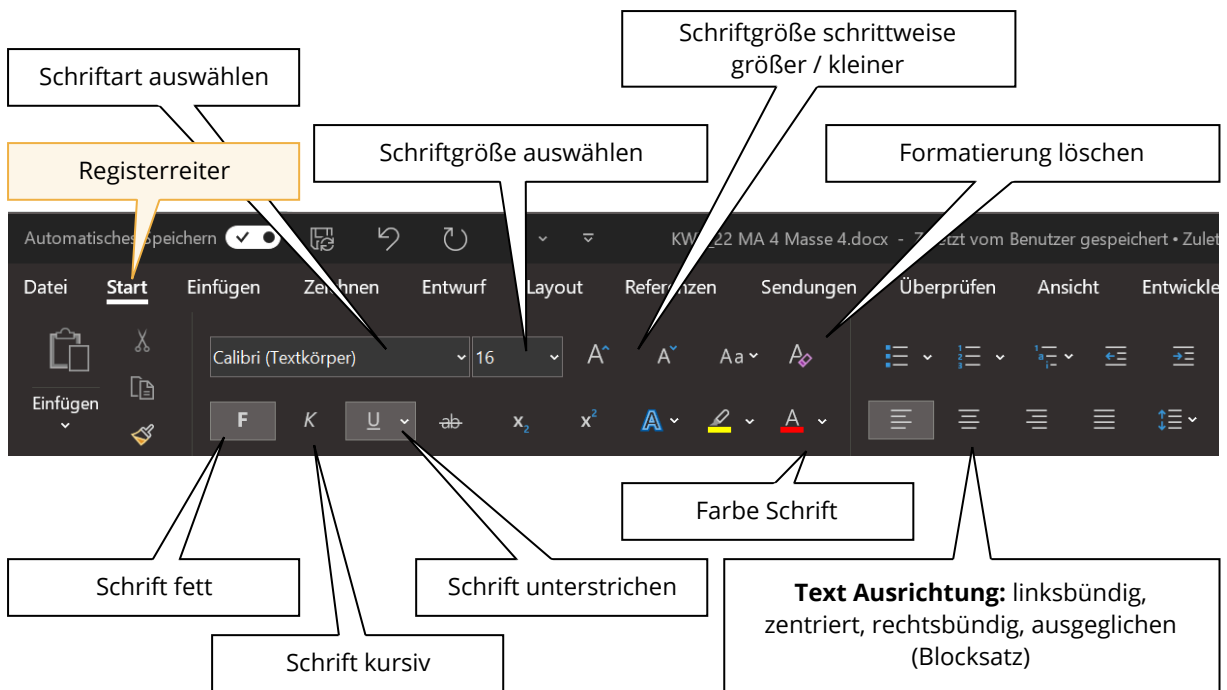 Schriftgröße schrittweise
größer / kleiner
Schriftart auswählen
Schriftgröße auswählen
Formatierung löschen
Registerreiter
Automatisches Speichern
22 MA 4 Masse 4.docx - vom Benutzer gespeichert • Zulet
Datei Start Einfügen Zeichnen Entwurf Layout Referenzen Sendungen Überprüfen Ansicht Entwickle
Calibri (Textkörper) 16 A A Aa A
Einfügen
F K U ab x2 x2 A A
Farbe Schrift
Schrift fett
Schrift unterstrichen
Text Ausrichtung: linksbündig,
zentriert, rechtsbündig, ausgeglichen
(Blocksatz)
Schrift kursiv